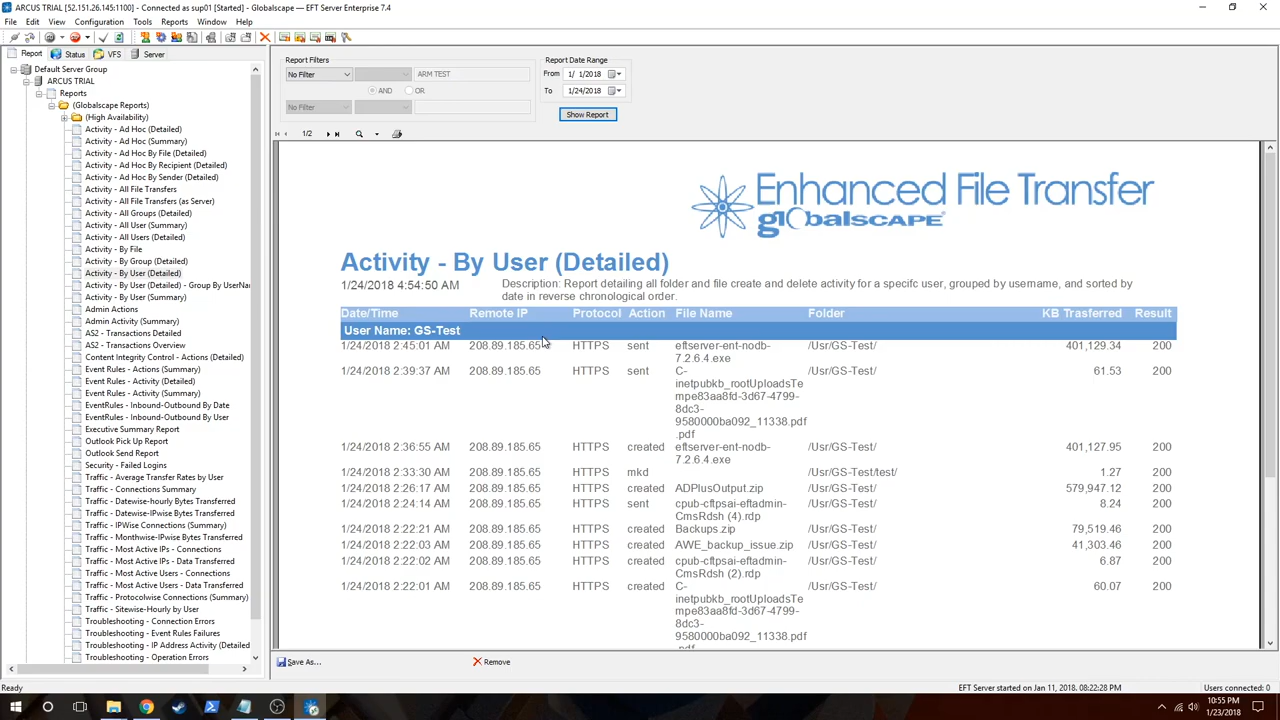 ARCUS TRIAL (52.151.26.145:1100) - Connected as sup01 [Started] - Globalscape — EFT Server Enterprise 7.4
File Edit View Configuration Tools Reports Window Help
Report Status VFS Server
Default Server Group
ARCUS TRIAL
Reports
(Globalscape Reports)
(High Availability)
Activity - Ad Hoc (Detailed)
Activity - Ad Hoc (Summary)
Activity - Ad Hoc By File (Detailed)
Activity - Ad Hoc By Recipient (Detailed)
Activity - Ad Hoc By Sender (Detailed)
Activity - All File Transfers
Activity - All File Transfers (as Server)
Activity - All Groups (Detailed)
Activity - All User (Summary)
Activity - All Users (Detailed)
Activity - By File
Activity - By Group (Detailed)
Activity - By User (Detailed)
Activity - By User (Detailed) - Group By UserNa
Activity - By User (Summary)
Admin Actions
Admin Activity (Summary)
AS2 - Transactions Detailed
AS2 - Transactions Overview
Content Integrity Control - Actions (Detailed)
Event Rules - Actions (Summary)
Event Rules - Activity (Detailed)
Event Rules - Activity (Summary)
EventRules - Inbound-Outbound By Date
EventRules - Inbound-Outbound By User
Executive Summary Report
Outlook Pick Up Report
Outlook Send Report
Security - Failed Logins
Traffic - Average Transfer Rates by User
Traffic - Connections Summary
Traffic - Datewise-hourly Bytes Transferred
Traffic - Datewise-IPwise Bytes Transferred
Traffic - IPWise Connections (Summary)
Traffic - Monthwise-IPwise Bytes Transferred
Traffic - Most Active IPs - Connections
Traffic - Most Active IPs - Data Transferred
Traffic - Most Active Users - Connections
Traffic - Most Active Users - Data Transferred
Traffic - Protocolwise Connections (Summary)
Traffic - Sitewise-Hourly by User
Troubleshooting - Connection Errors
Troubleshooting - Event Rules Failures
Troubleshooting - IP Address Activity (Detailed
Troubleshooting - Operation Errors
Report Filters
No Filter ARM TEST
AND OR
No Filter
Report Date Range
From 1/ 1/2018
To 1/24/2018
Show Report
1/2
Enhanced File Transfer
globalscape®
Activity - By User (Detailed)
1/24/2018 4:54:50 AM Description: Report detailing all folder and file create and delete activity for a specifc user, grouped by username, and sorted by
date in reverse chronological order.
Date/Time Remote IP Protocol Action File Name Folder KB Trasferred Result
User Name: GS-Test
1/24/2018 2:45:01 AM 208.89.185.65 HTTPS sent eftserver-ent-nodb- /Usr/GS-Test/ 401,129.34 200
7.2.6.4.exe
1/24/2018 2:39:37 AM 208.89.185.65 HTTPS sent C- /Usr/GS-Test/ 61.53 200
inetpubkb_rootUploadsTe
mpe83aa8fd-3d67-4799-
8dc3-
9580000ba092_11338.pdf
.pdf
1/24/2018 2:36:55 AM 208.89.185.65 HTTPS created eftserver-ent-nodb- /Usr/GS-Test/ 401,127.95 200
7.2.6.4.exe
1/24/2018 2:33:30 AM 208.89.185.65 HTTPS mkd /Usr/GS-Test/test/ 1.27 200
1/24/2018 2:26:17 AM 208.89.185.65 HTTPS created ADPlusOutput.zip /Usr/GS-Test/ 579,947.12 200
1/24/2018 2:24:14 AM 208.89.185.65 HTTPS sent cpub-cftpsai-eftadmin- /Usr/GS-Test/ 8.24 200
CmsRdsh (4).rdp
1/24/2018 2:22:21 AM 208.89.185.65 HTTPS created Backups.zip /Usr/GS-Test/ 79,519.46 200
1/24/2018 2:22:03 AM 208.89.185.65 HTTPS created AWE_backup_issue.zip /Usr/GS-Test/ 41,303.46 200
1/24/2018 2:22:02 AM 208.89.185.65 HTTPS created cpub-cftpsai-eftadmin- /Usr/GS-Test/ 6.87 200
CmsRdsh (2).rdp
1/24/2018 2:22:01 AM 208.89.185.65 HTTPS created C- /Usr/GS-Test/ 60.07 200
inetpubkb_rootUploadsTe
mpe83aa8fd-3d67-4799-
8dc3-
9580000ba092_11338.pdf
.pdf
Save As... Remove
Ready EFT Server started on Jan 11, 2018. 08:22:28 PM Users connected: 0
10:55 PM
1/23/2018